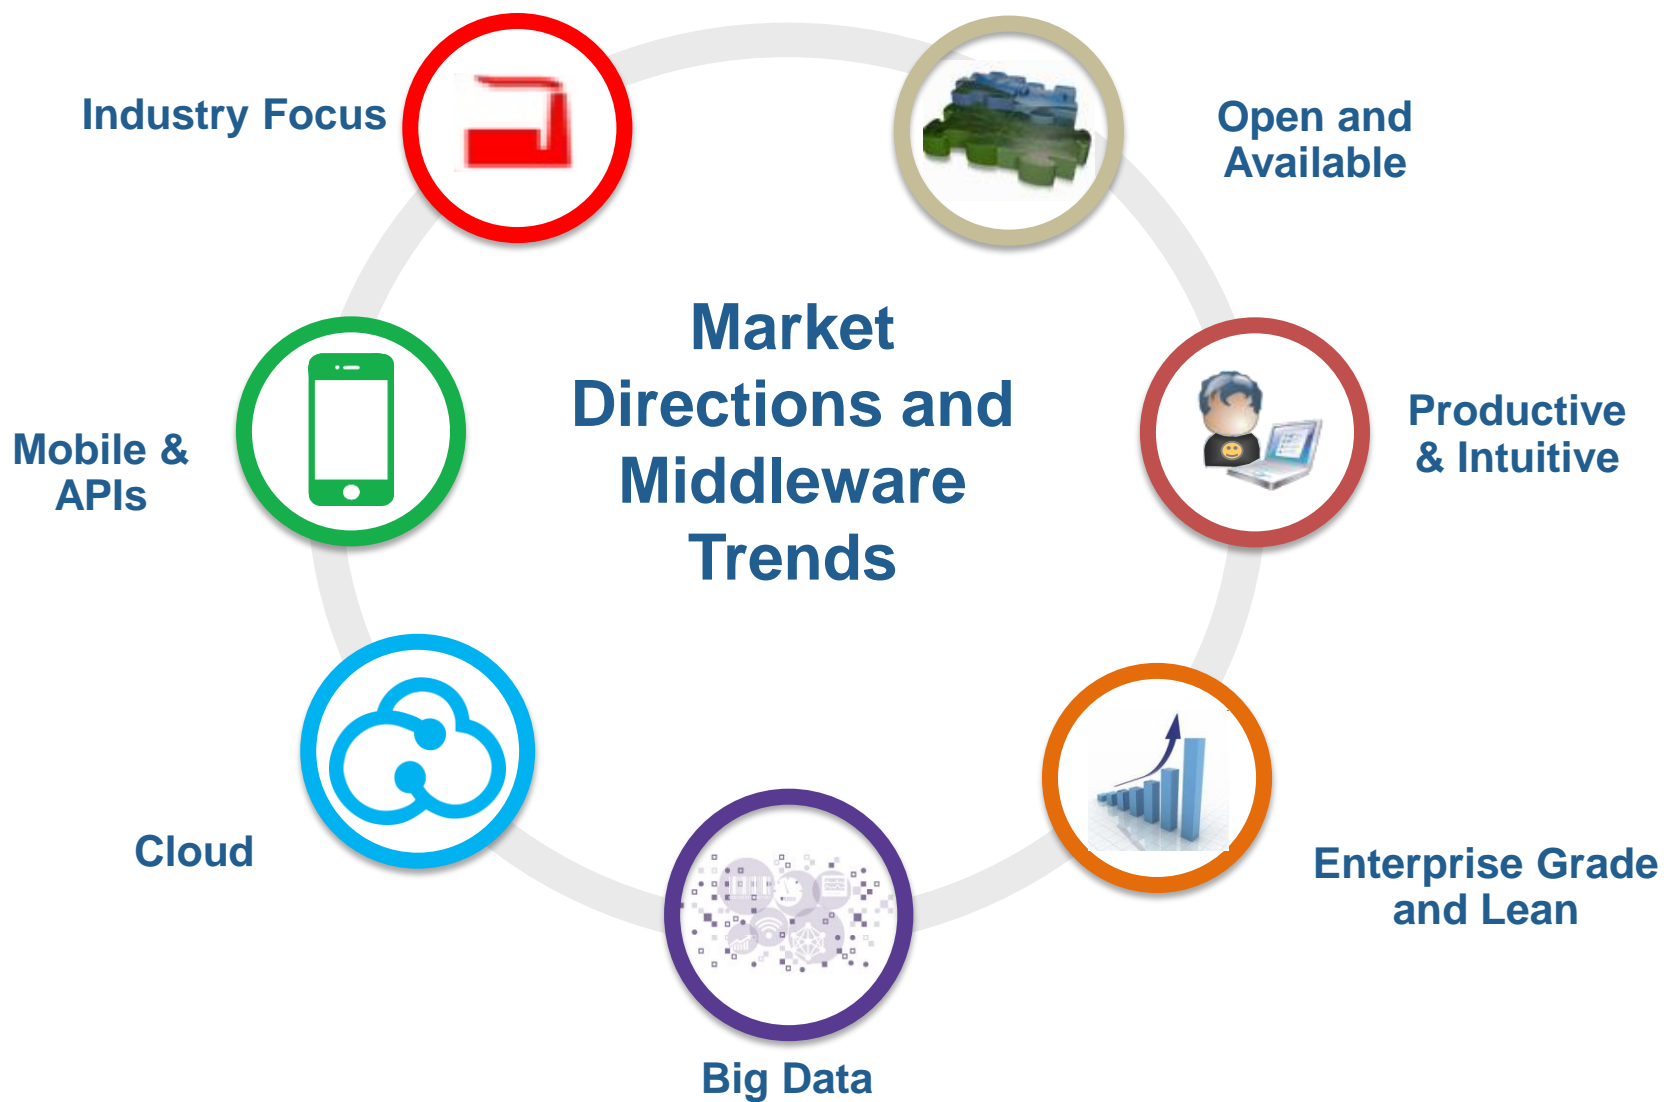 Industry Focus
Open and
Available
Market
Directions and
Middleware
Trends
Productive
& Intuitive
Mobile &
APIs
Cloud
Enterprise Grade
and Lean
Big Data